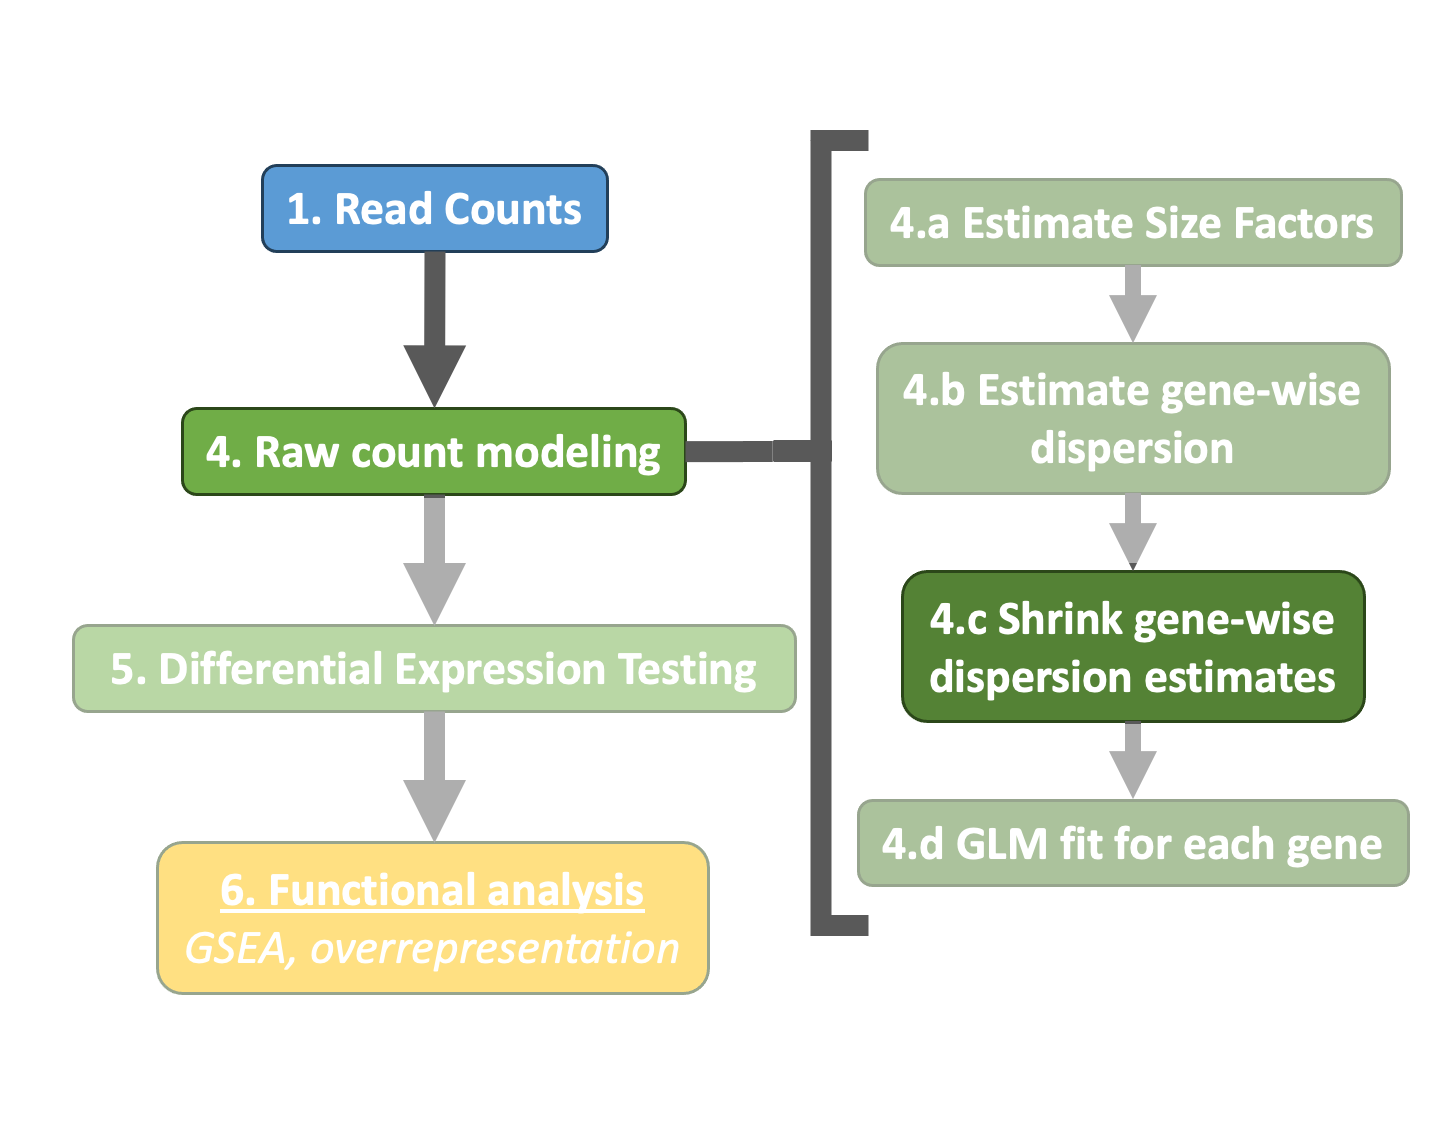 1. Read Counts
4. Raw count modeling
5. Differential Expression Testing
6. Functional analysis
GSEA, overrepresentation
4.a Estimate Size Factors
4.b Estimate gene-wise
dispersion
4.c Shrink gene-wise
dispersion estimates
4.d GLM fit for each gene